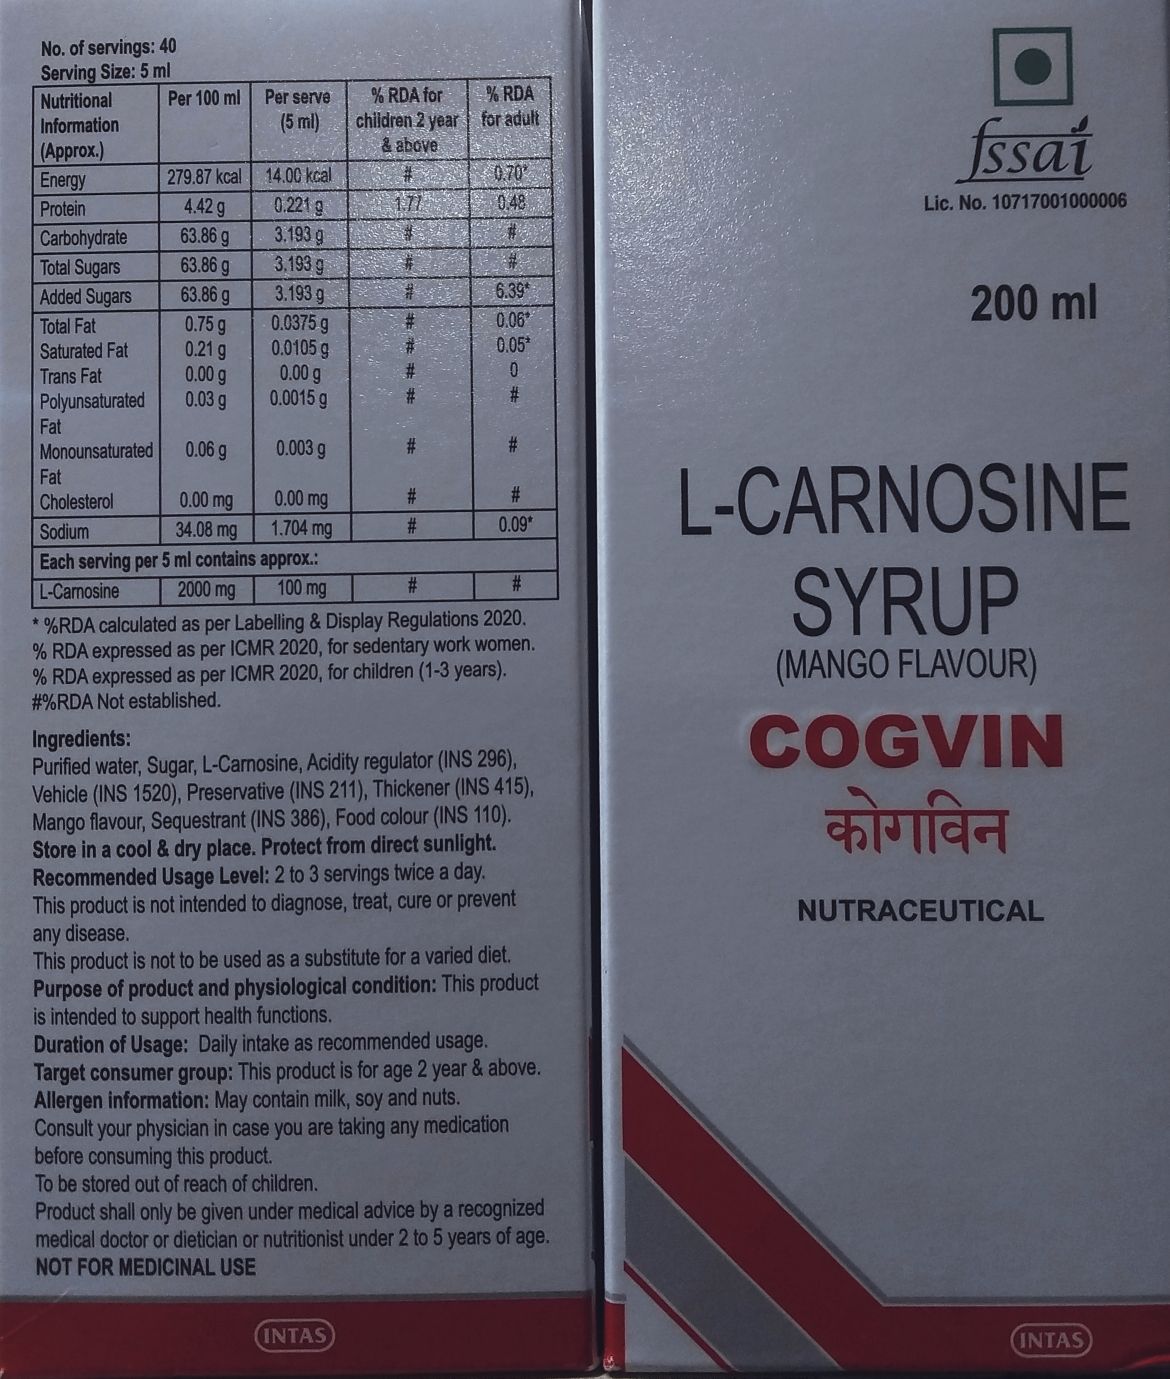 No. of servings: 40
Serving Size: 5 ml
Nutritional Information (Approx.) Per 100 ml Per serve (5 ml) % RDA for children 2 year & above % RDA for adult
Energy 279.87 kcal 14.00 kcal # 0.70*
Protein 4.42 g 0.221 g 1.77 0.48
Carbohydrate 63.86 g 3.193 g # #
Total Sugars 63.86 g 3.193 g # #
Added Sugars 63.86 g 3.193 g # 6.39*
Total Fat 0.75 g 0.0375 g # 0.06*
Saturated Fat 0.21 g 0.0105 g # 0.05*
Trans Fat 0.00 g 0.00 g # 0
Polyunsaturated Fat 0.03 g 0.0015 g # #
Monounsaturated Fat 0.06 g 0.003 g # #
Cholesterol 0.00 mg 0.00 mg # #
Sodium 34.08 mg 1.704 mg # 0.09*
Each serving per 5 ml contains approx.:
L-Carnosine 2000 mg 100 mg # #
* %RDA calculated as per Labelling & Display Regulations 2020.
% RDA expressed as per ICMR 2020, for sedentary work women.
% RDA expressed as per ICMR 2020, for children (1-3 years).
#%RDA Not established.
Ingredients:
Purified water, Sugar, L-Carnosine, Acidity regulator (INS 296),
Vehicle (INS 1520), Preservative (INS 211), Thickener (INS 415),
Mango flavour, Sequestrant (INS 386), Food colour (INS 110).
Store in a cool & dry place. Protect from direct sunlight.
Recommended Usage Level: 2 to 3 servings twice a day.
This product is not intended to diagnose, treat, cure or prevent
any disease.
This product is not to be used as a substitute for a varied diet.
Purpose of product and physiological condition: This product
is intended to support health functions.
Duration of Usage: Daily intake as recommended usage.
Target consumer group: This product is for age 2 year & above.
Allergen information: May contain milk, soy and nuts.
Consult your physician in case you are taking any medication
before consuming this product.
To be stored out of reach of children.
Product shall only be given under medical advice by a recognized
medical doctor or dietician or nutritionist under 2 to 5 years of age.
NOT FOR MEDICINAL USE
INTAS
fssai
Lic. No. 10717001000006
200 ml
L-CARNOSINE
SYRUP
(MANGO FLAVOUR)
COGVIN
कोगविन
NUTRACEUTICAL
INTAS